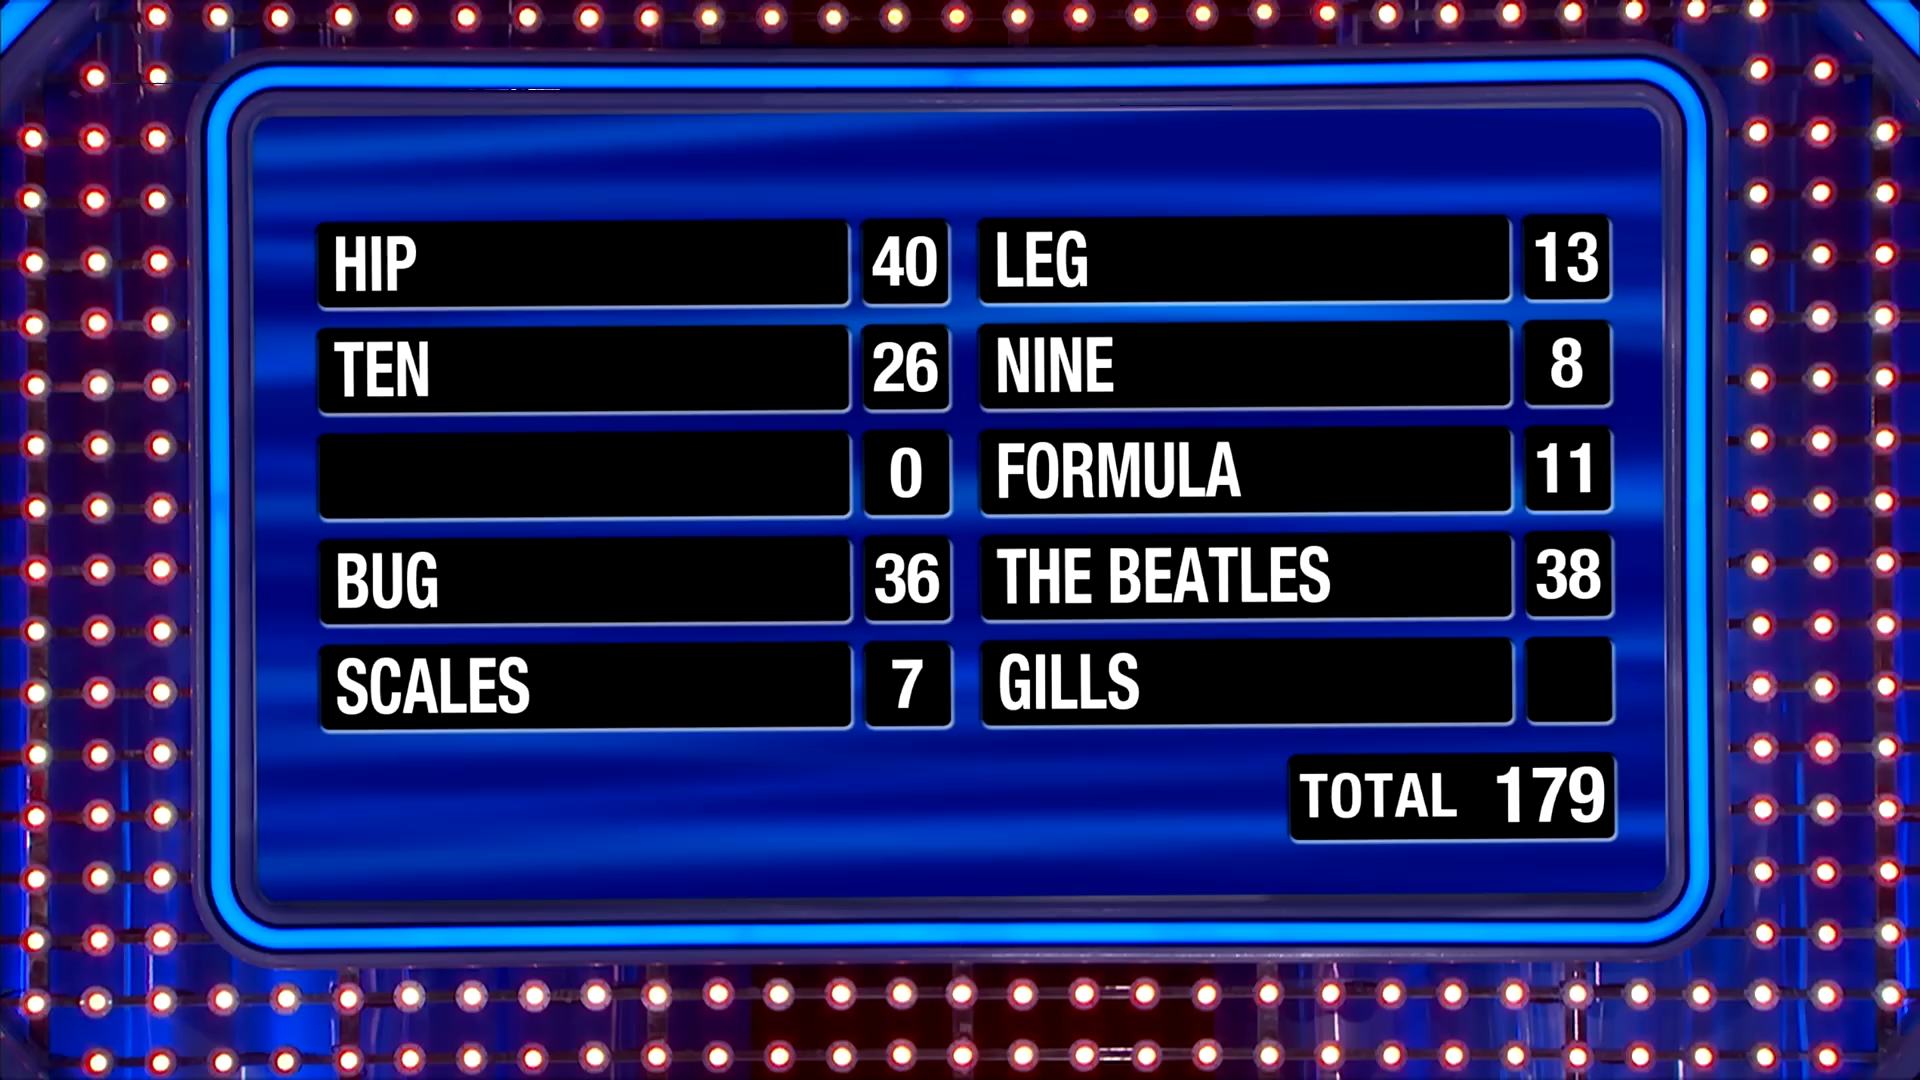 HIP 40 LEG 13
TEN 26 NINE 8
0 FORMULA 11
BUG 36 THE BEATLES 38
SCALES 7 GILLS
TOTAL 179